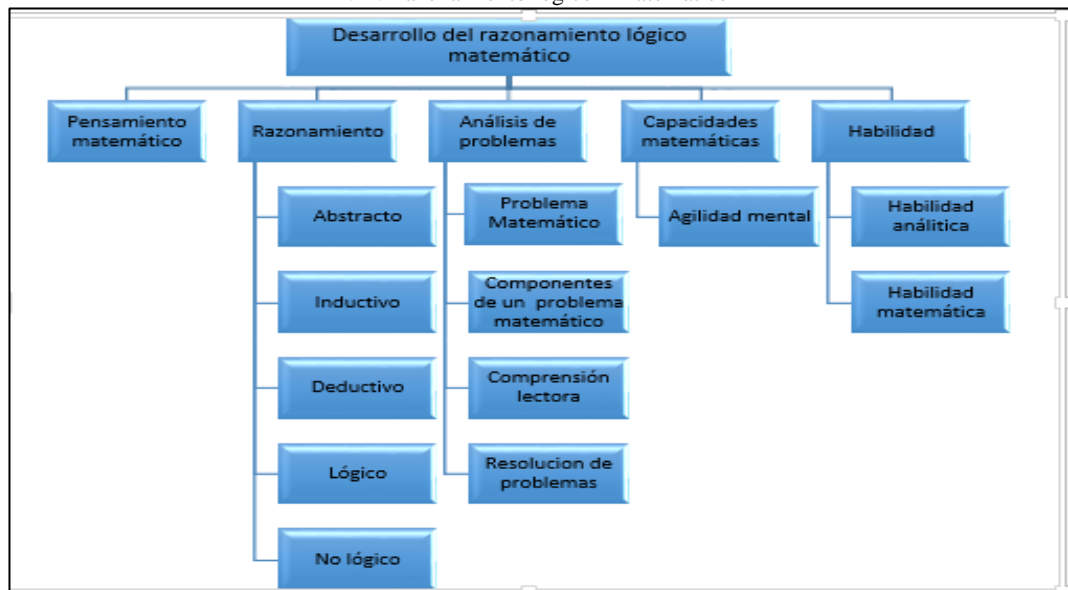 Desarrollo del razonamiento lógico
matemático
Pensamiento
matemático
Razonamiento
Análisis de
problemas
Capacidades
matemáticas
Habilidad
Abstracto
Inductivo
Deductivo
Lógico
No lógico
Problema
Matemático
Componentes
de un problema
matemático
Comprensión
lectora
Resolucion de
problemas
Agilidad mental
Habilidad
análitica
Habilidad
matemática